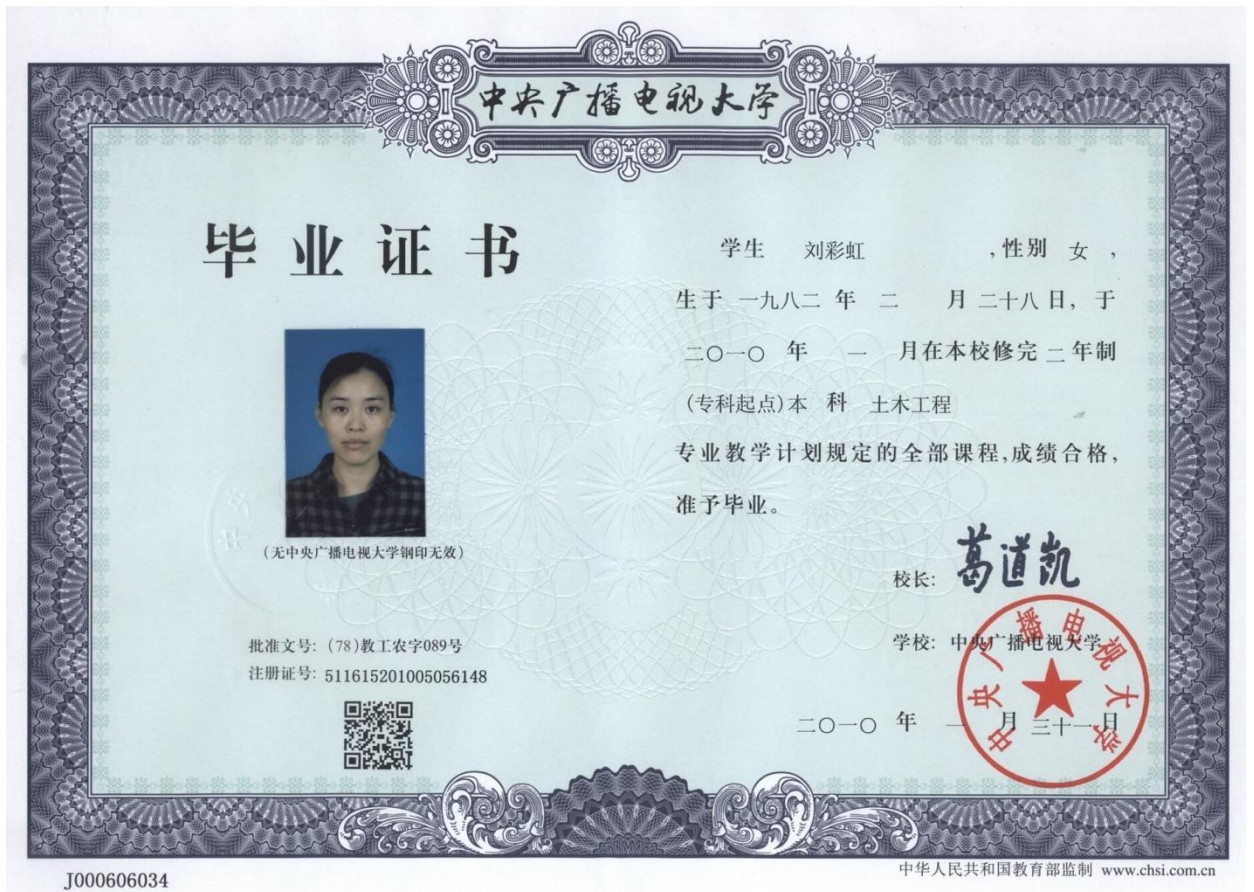 中央广播电视大学
毕业证书
学生 刘彩虹 ,性别 女 ,
生于 一九八二 年 二 月 二十八 日, 于
二〇一〇 年 一 月在本校修完 二 年制
(专科起点)本 科 土木工程
专业教学计划规定的全部课程,成绩合格,
准予毕业。
(无中央广播电视大学钢印无效)
校长: 葛道凯
批准文号: (78)教工农字089号
注册证号: 511615201005056148
学校: 中央广播电视大学
二〇一〇 年 一 月 三十一日
中央广播电视大学
J000606034
中华人民共和国教育部监制 www.chsi.com.cn